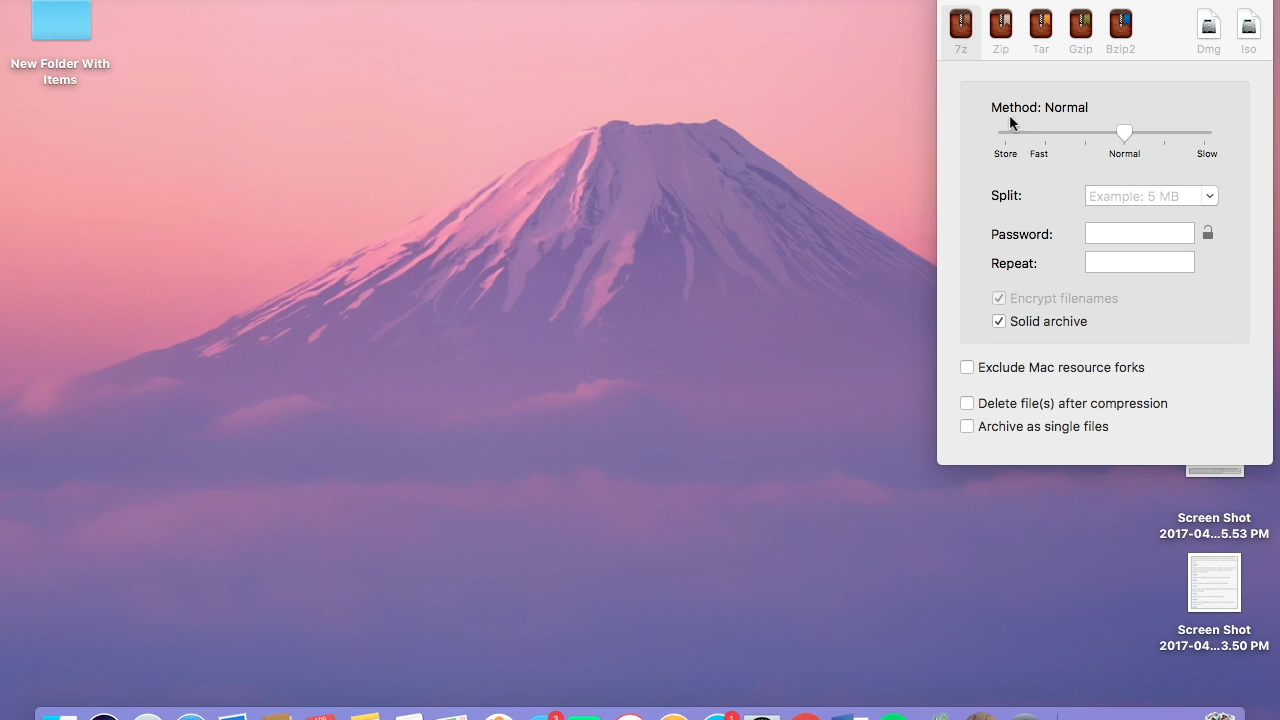 New Folder With
Items
7z
Zip
Tar
Gzip
Bzip2
Dmg
Iso
Method: Normal
Store
Fast
Normal
Slow
Split:
Example: 5 MB
Password:
Repeat:
Encrypt filenames
Solid archive
Exclude Mac resource forks
Delete file(s) after compression
Archive as single files
Screen Shot
2017-04...5.53 PM
Screen Shot
2017-04...3.50 PM
3
1